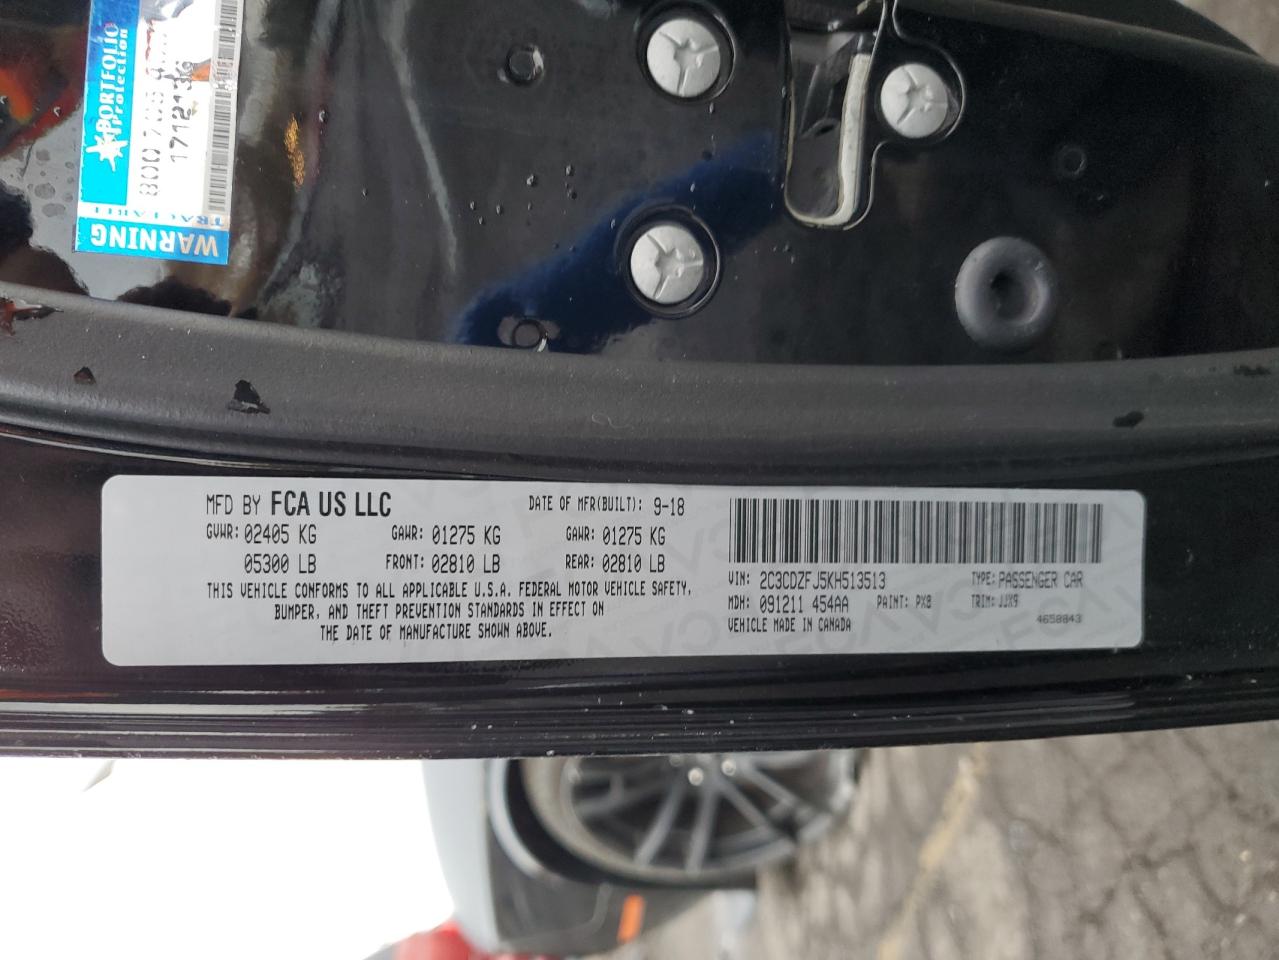 PORTFOLIO
Protection
1712136
TRAC LABEL
WARNING
MFD BY FCA US LLC
DATE OF MFR(BUILT): 9-18
GVWR: 02405 KG GAWR: 01275 KG GAWR: 01275 KG
05300 LB FRONT: 02810 LB REAR: 02810 LB
THIS VEHICLE CONFORMS TO ALL APPLICABLE U.S.A. FEDERAL MOTOR VEHICLE SAFETY,
BUMPER, AND THEFT PREVENTION STANDARDS IN EFFECT ON
THE DATE OF MANUFACTURE SHOWN ABOVE.
VIN: 2C3CDZFJ5KH513513 TYPE: PASSENGER CAR
MDH: 091211 454AA PAINT: PX8 TRIM: JJX9
VEHICLE MADE IN CANADA 4658843